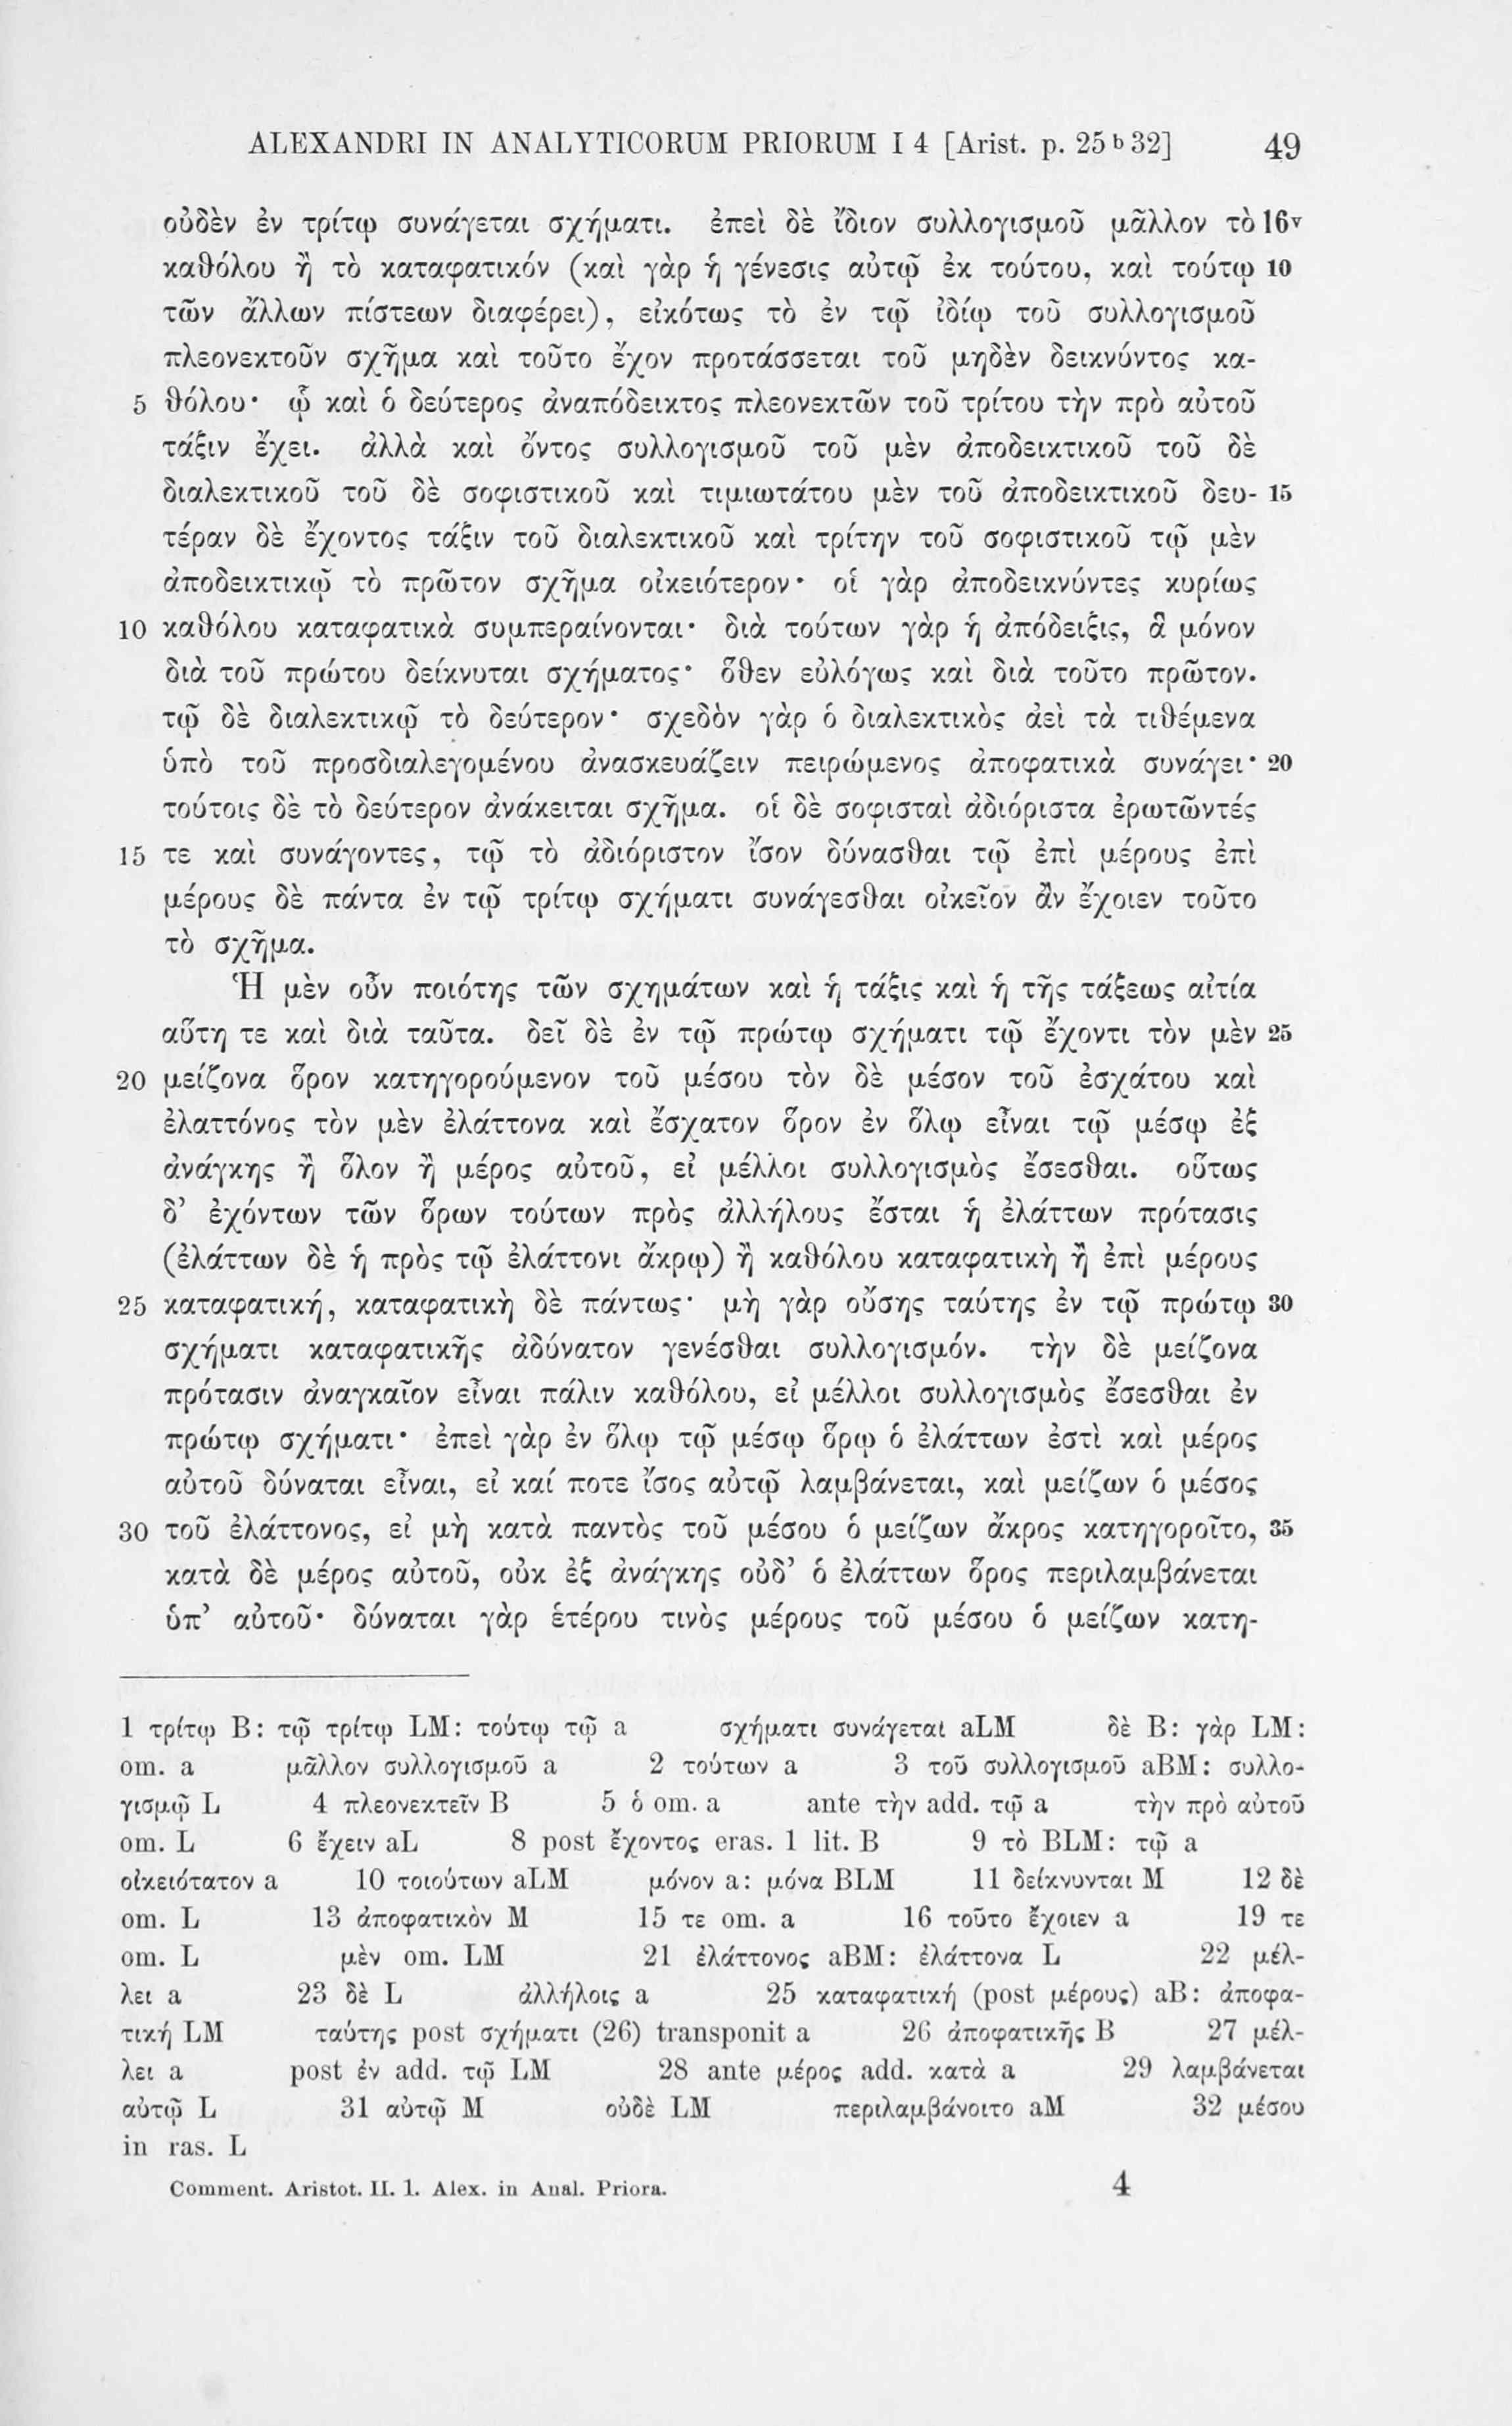 ALEXANDRI IN ANALYTICORUM PRIORUM I 4 [Arist. p. 25 b 32] 49
οὐδὲν ἐν τρίτῳ συνάγεται σχήματι. ἐπεὶ δὲ ἴδιον συλλογισμοῦ μᾶλλον τὸ 16v
καθόλου ἢ τὸ καταφατικόν (καὶ γὰρ ἡ γένεσις αὐτῷ ἐκ τούτου, καὶ τούτῳ 10
τῶν ἄλλων πίστεων διαφέρει), εἰκότως τὸ ἐν τῷ ἰδίῳ τοῦ συλλογισμοῦ
πλεονεκτοῦν σχῆμα καὶ τοῦτο ἔχον προτάσσεται τοῦ μηδὲν δεικνύντος κα-
5 θόλου· ᾧ καὶ ὁ δεύτερος ἀναπόδεικτος πλεονεκτῶν τοῦ τρίτου τὴν πρὸ αὐτοῦ
τάξιν ἔχει. ἀλλὰ καὶ ὄντος συλλογισμοῦ τοῦ μὲν ἀποδεικτικοῦ τοῦ δὲ
διαλεκτικοῦ τοῦ δὲ σοφιστικοῦ καὶ τιμιωτάτου μὲν τοῦ ἀποδεικτικοῦ δευ- 15
τέραν δὲ ἔχοντος τάξιν τοῦ διαλεκτικοῦ καὶ τρίτην τοῦ σοφιστικοῦ τῷ μὲν
ἀποδεικτικῷ τὸ πρῶτον σχῆμα οἰκειότερον· οἱ γὰρ ἀποδεικνύντες κυρίως
10 καθόλου καταφατικὰ συμπεραίνονται· διὰ τούτων γὰρ ἡ ἀπόδειξις, ἃ μόνον
διὰ τοῦ πρώτου δείκνυται σχήματος· ὅθεν εὐλόγως καὶ διὰ τοῦτο πρῶτον.
τῷ δὲ διαλεκτικῷ τὸ δεύτερον· σχεδὸν γὰρ ὁ διαλεκτικὸς ἀεὶ τὰ τιθέμενα
ὑπὸ τοῦ προσδιαλεγομένου ἀνασκευάζειν πειρώμενος ἀποφατικὰ συνάγει· 20
τούτοις δὲ τὸ δεύτερον ἀνάκειται σχῆμα. οἱ δὲ σοφισταὶ ἀδιόριστα ἐρωτῶντές
15 τε καὶ συνάγοντες, τῷ τὸ ἀδιόριστον ἴσον δύνασθαι τῷ ἐπὶ μέρους ἐπὶ
μέρους δὲ πάντα ἐν τῷ τρίτῳ σχήματι συνάγεσθαι οἰκεῖον ἂν ἔχοιεν τοῦτο
τὸ σχῆμα.
Ἡ μὲν οὖν ποιότης τῶν σχημάτων καὶ ἡ τάξις καὶ ἡ τῆς τάξεως αἰτία
αὕτη τε καὶ διὰ ταῦτα. δεῖ δὲ ἐν τῷ πρώτῳ σχήματι τῷ ἔχοντι τὸν μὲν 25
20 μείζονα ὅρον κατηγορούμενον τοῦ μέσου τὸν δὲ μέσον τοῦ ἐσχάτου καὶ
ἐλαττόνος τὸν μὲν ἐλάττονα καὶ ἔσχατον ὅρον ἐν ὅλῳ εἶναι τῷ μέσῳ ἐξ
ἀνάγκης ἢ ὅλον ἢ μέρος αὐτοῦ, εἰ μέλλοι συλλογισμὸς ἔσεσθαι. οὕτως
δ' ἐχόντων τῶν ὅρων τούτων πρὸς ἀλλήλους ἔσται ἡ ἐλάττων πρότασις
(ἐλάττων δὲ ἡ πρὸς τῷ ἐλάττονι ἄκρῳ) ἢ καθόλου καταφατικὴ ἢ ἐπὶ μέρους
25 καταφατική, καταφατικὴ δὲ πάντως· μὴ γὰρ οὔσης ταύτης ἐν τῷ πρώτῳ 30
σχήματι καταφατικῆς ἀδύνατον γενέσθαι συλλογισμόν. τὴν δὲ μείζονα
πρότασιν ἀναγκαῖον εἶναι πάλιν καθόλου, εἰ μέλλοι συλλογισμὸς ἔσεσθαι ἐν
πρώτῳ σχήματι· ἐπεὶ γὰρ ἐν ὅλῳ τῷ μέσῳ ὅρῳ ὁ ἐλάττων ἐστὶ καὶ μέρος
αὐτοῦ δύναται εἶναι, εἰ καί ποτε ἴσος αὐτῷ λαμβάνεται, καὶ μείζων ὁ μέσος
30 τοῦ ἐλάττονος, εἰ μὴ κατὰ παντὸς τοῦ μέσου ὁ μείζων ἄκρος κατηγοροῖτο, 35
κατὰ δὲ μέρος αὐτοῦ, οὐκ ἐξ ἀνάγκης οὐδ' ὁ ἐλάττων ὅρος περιλαμβάνεται
ὑπ' αὐτοῦ· δύναται γὰρ ἑτέρου τινὸς μέρους τοῦ μέσου ὁ μείζων κατη-
1 τρίτῳ B: τῷ τρίτῳ LM: τούτῳ τῷ a σχήματι συνάγεται aLM δὲ B: γὰρ LM:
om. a μᾶλλον συλλογισμοῦ a 2 τούτων a 3 τοῦ συλλογισμοῦ aBM: συλλο-
γισμῷ L 4 πλεονεκτεῖν B 5 ὁ om. a ante τὴν add. τῷ a τὴν πρὸ αὐτοῦ
om. L 6 ἔχειν aL 8 post ἔχοντος eras. 1 lit. B 9 τὸ BLM: τῷ a
οἰκειότατον a 10 τοιούτων aLM μόνον a: μόνα BLM 11 δείκνυνται M 12 δὲ
om. L 13 ἀποφατικὸν M 15 τε om. a 16 τοῦτο ἔχοιεν a 19 τε
om. L μὲν om. LM 21 ἐλάττονος aBM: ἐλάττονα L 22 μέλ-
λει a 23 δὲ L ἀλλήλοις a 25 καταφατική (post μέρους) aB: ἀποφα-
τική LM ταύτης post σχήματι (26) transponit a 26 ἀποφατικῆς B 27 μέλ-
λει a post ἐν add. τῷ LM 28 ante μέρος add. κατὰ a 29 λαμβάνεται
αὐτῷ L 31 αὐτῷ M οὐδὲ LM περιλαμβάνοιτο aM 32 μέσου
in ras. L
Comment. Aristot. II. 1. Alex. in Anal. Priora. 4